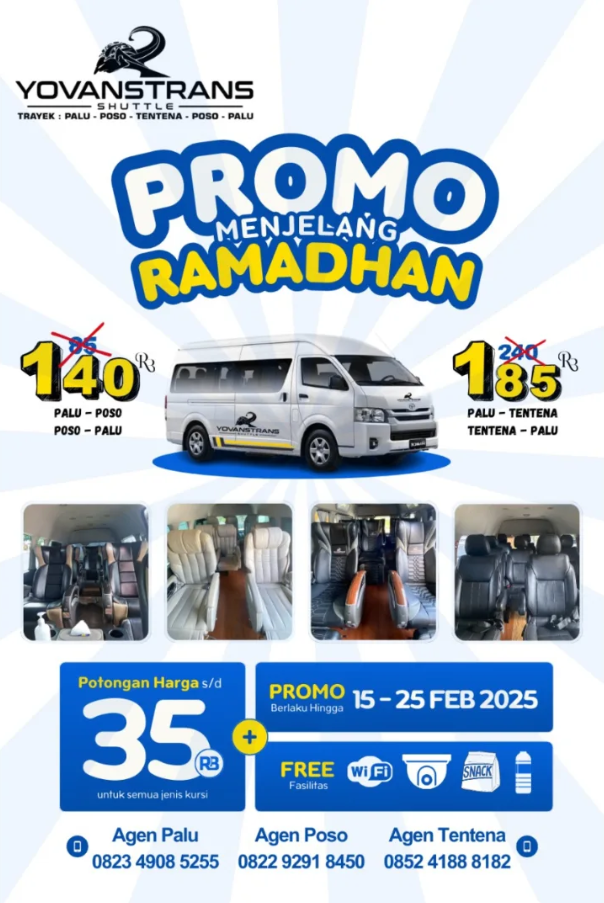 YOVANSTRANS
SHUTTLE
TRAYEK : PALU - POSO - TENTENA - POSO - PALU
PROMO
MENJELANG
RAMADHAN
85
140 RB
PALU – POSO
POSO – PALU
240
185 RB
PALU – TENTENA
TENTENA – PALU
YOVANSTRANS
Potongan Harga s/d
35 RB
untuk semua jenis kursi
+
PROMO
Berlaku Hingga
15 – 25 FEB 2025
FREE
Fasilitas
WiFi
SNACK
Agen Palu
0823 4908 5255
Agen Poso
0822 9291 8450
Agen Tentena
0852 4188 8182